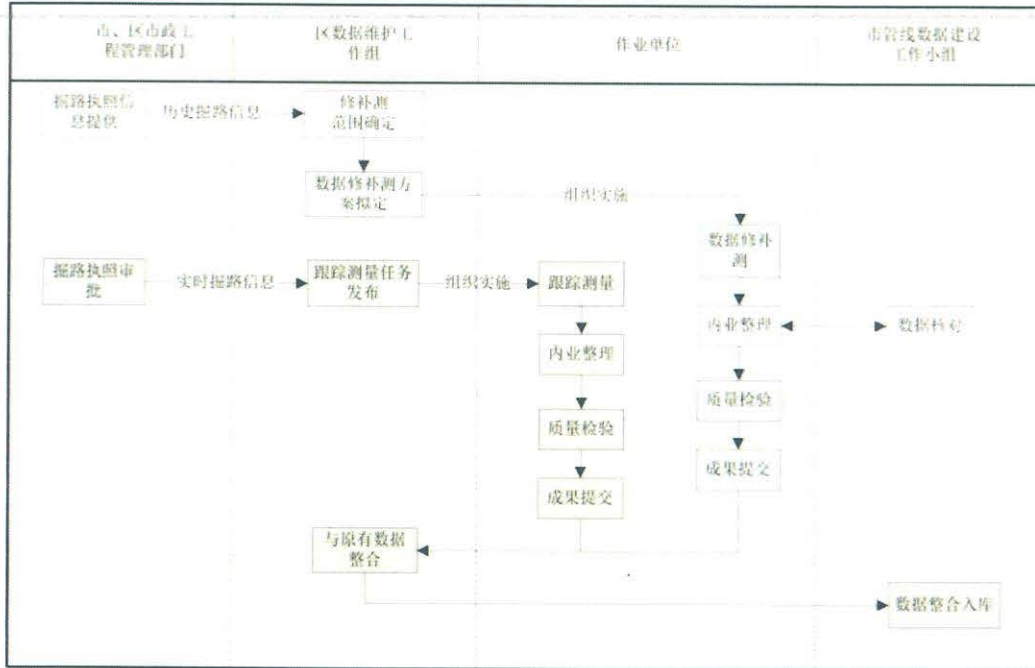 市、区市政工
程管理部门
区数据维护工
作组
作业单位
市管线数据建设
工作小组
掘路执照信
息提供
历史掘路信息
修补测
范围确定
数据修补测方
案拟定
组织实施
数据修补
测
掘路执照审
批
实时掘路信息
跟踪测量任务
发布
组织实施
跟踪测量
内业整理
数据核对
内业整理
质量检验
质量检验
成果提交
成果提交
与原有数据
整合
数据整合入库